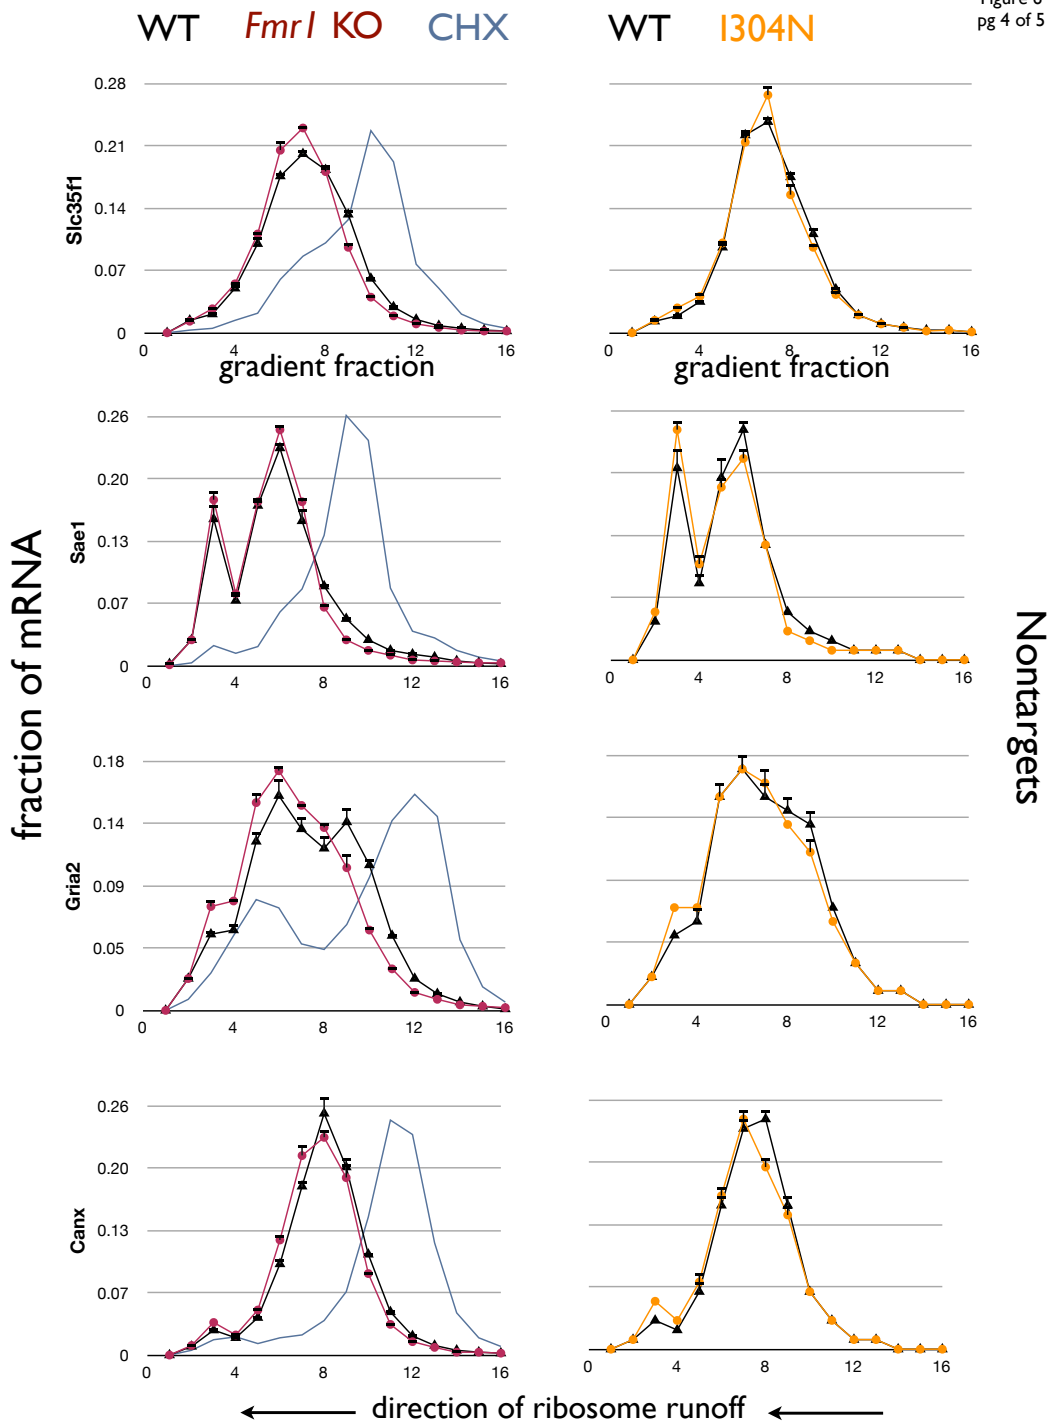 Figure 6
pg 4 of 5
WT Fmr1 KO CHX WT I304N
fraction of mRNA
Nontargets
Slc35f1
0.28
0.21
0.14
0.07
0
0 4 8 12 16
gradient fraction
0 4 8 12 16
gradient fraction
Sae1
0.26
0.20
0.13
0.07
0
0 4 8 12 16
0 4 8 12 16
Gria2
0.18
0.14
0.09
0.05
0
0 4 8 12 16
0 4 8 12 16
Canx
0.26
0.20
0.13
0.07
0
0 4 8 12 16
0 4 8 12 16
direction of ribosome runoff